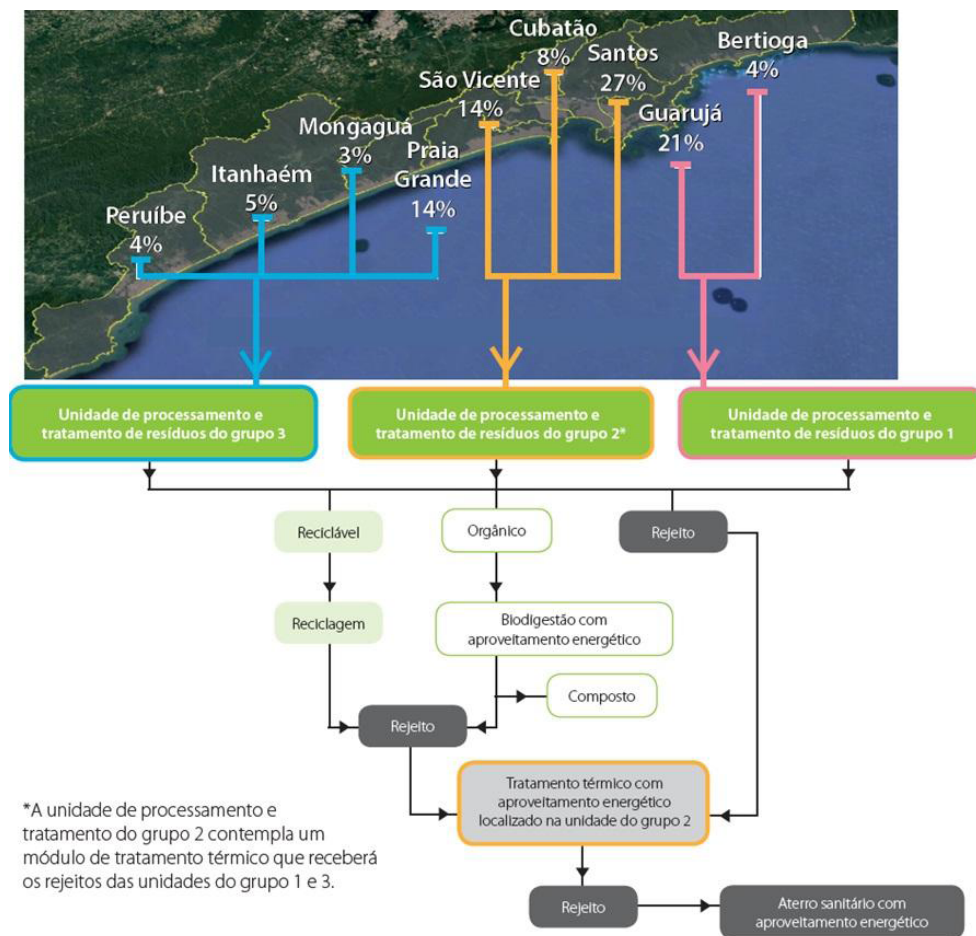 Cubatão
8%
Santos
27%
Bertioga
4%
São Vicente
14%
Guarujá
21%
Mongaguá
3%
Praia
Grande
14%
Itanhaém
5%
Peruíbe
4%
Unidade de processamento e
tratamento de resíduos do grupo 3
Unidade de processamento e
tratamento de resíduos do grupo 2*
Unidade de processamento e
tratamento de resíduos do grupo 1
Reciclável
Orgânico
Rejeito
Reciclagem
Biodigestão com
aproveitamento energético
Composto
Rejeito
Tratamento térmico com
aproveitamento energético
localizado na unidade do grupo 2
*A unidade de processamento e
tratamento do grupo 2 contempla um
módulo de tratamento térmico que receberá
os rejeitos das unidades do grupo 1 e 3.
Rejeito
Aterro sanitário com
aproveitamento energético